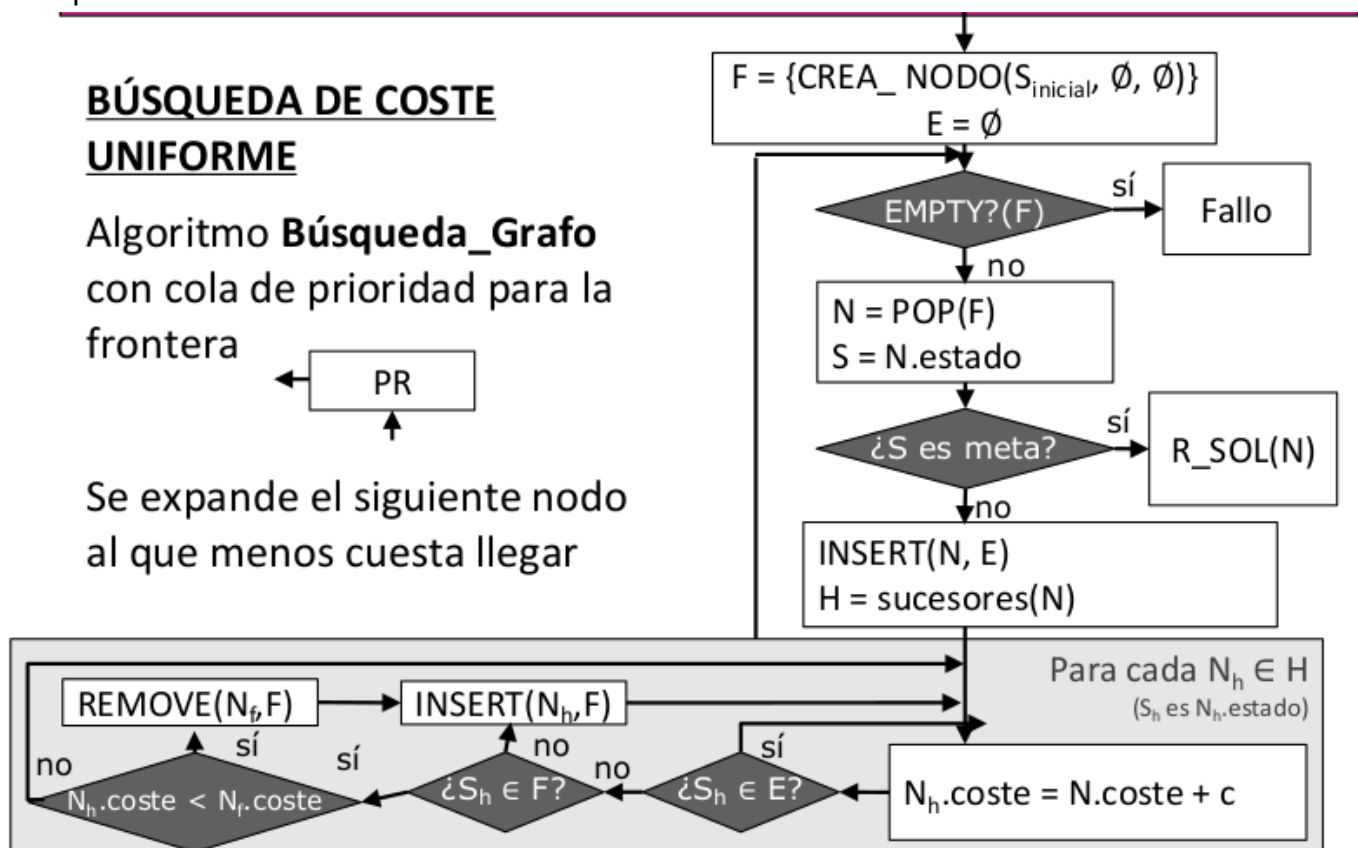 BÚSQUEDA DE COSTE
UNIFORME
Algoritmo Búsqueda_Grafo
con cola de prioridad para la
frontera
PR
Se expande el siguiente nodo
al que menos cuesta llegar
F = {CREA_ NODO(Sinicial, Ø, Ø)}
E = Ø
EMPTY?(F)
sí
Fallo
no
N = POP(F)
S = N.estado
¿S es meta?
sí
R_SOL(N)
no
INSERT(N, E)
H = sucesores(N)
Para cada Nh ∈ H
(Sh es Nh.estado)
Nh.coste = N.coste + c
¿Sh ∈ E?
sí
no
¿Sh ∈ F?
no
sí
Nh.coste < Nf.coste
sí
no
REMOVE(Nf,F)
INSERT(Nh,F)